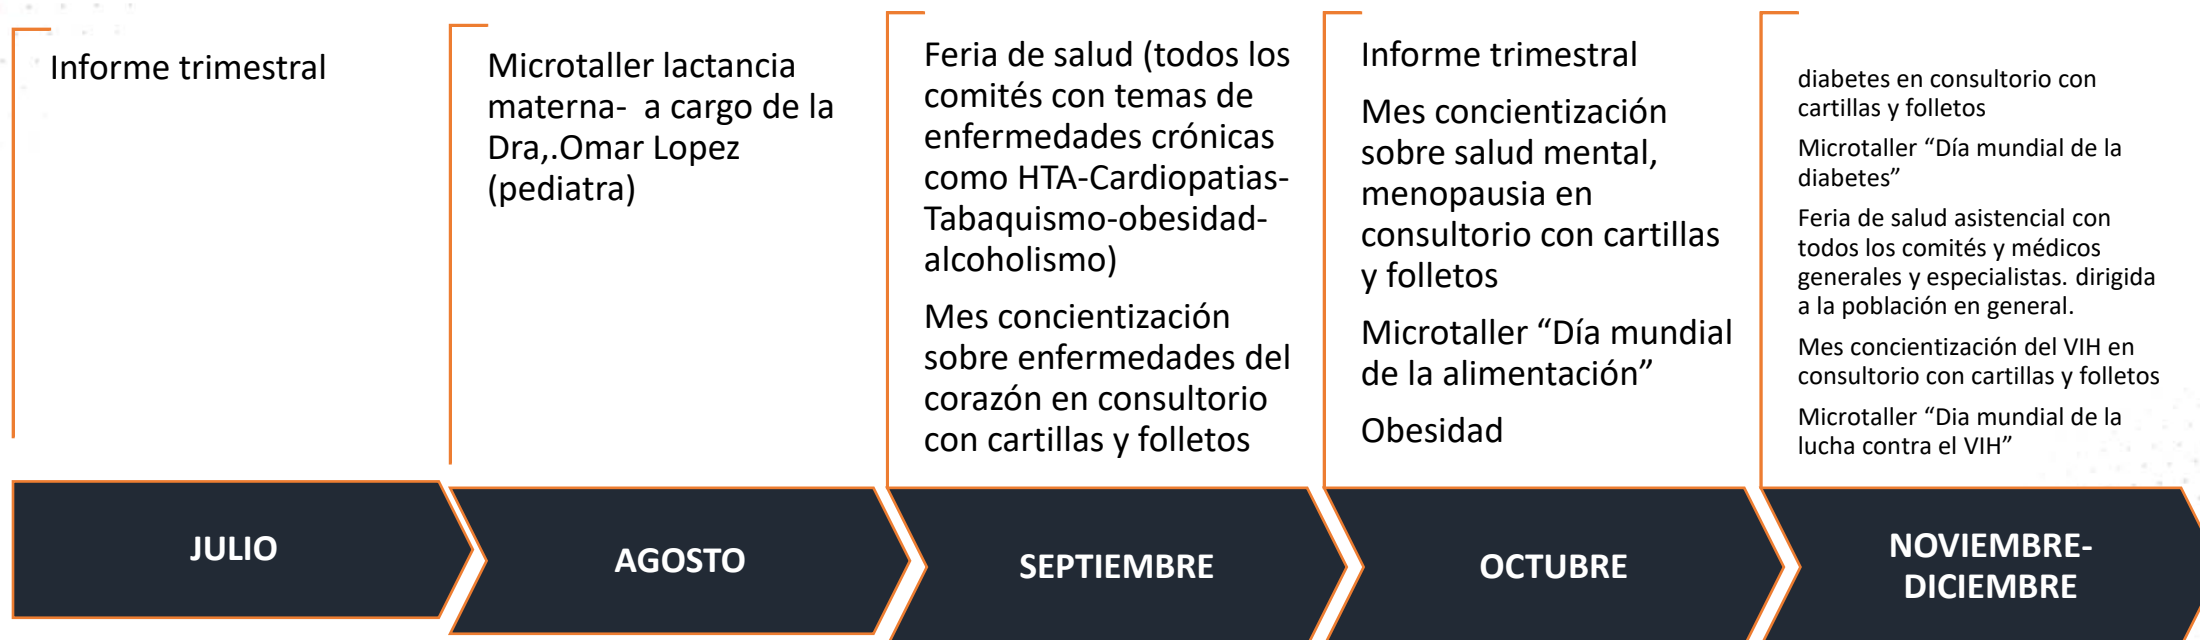 Informe trimestral
Microtaller lactancia
materna- a cargo de la
Dra,.Omar Lopez
(pediatra)
Feria de salud (todos los
comités con temas de
enfermedades crónicas
como HTA-Cardiopatias-
Tabaquismo-obesidad-
alcoholismo)
Mes concientización
sobre enfermedades del
corazón en consultorio
con cartillas y folletos
Informe trimestral
Mes concientización
sobre salud mental,
menopausia en
consultorio con cartillas
y folletos
Microtaller “Día mundial
de la alimentación”
Obesidad
diabetes en consultorio con
cartillas y folletos
Microtaller “Día mundial de la
diabetes”
Feria de salud asistencial con
todos los comités y médicos
generales y especialistas. dirigida
a la población en general.
Mes concientización del VIH en
consultorio con cartillas y folletos
Microtaller “Dia mundial de la
lucha contra el VIH”
JULIO
AGOSTO
SEPTIEMBRE
OCTUBRE
NOVIEMBRE-
DICIEMBRE